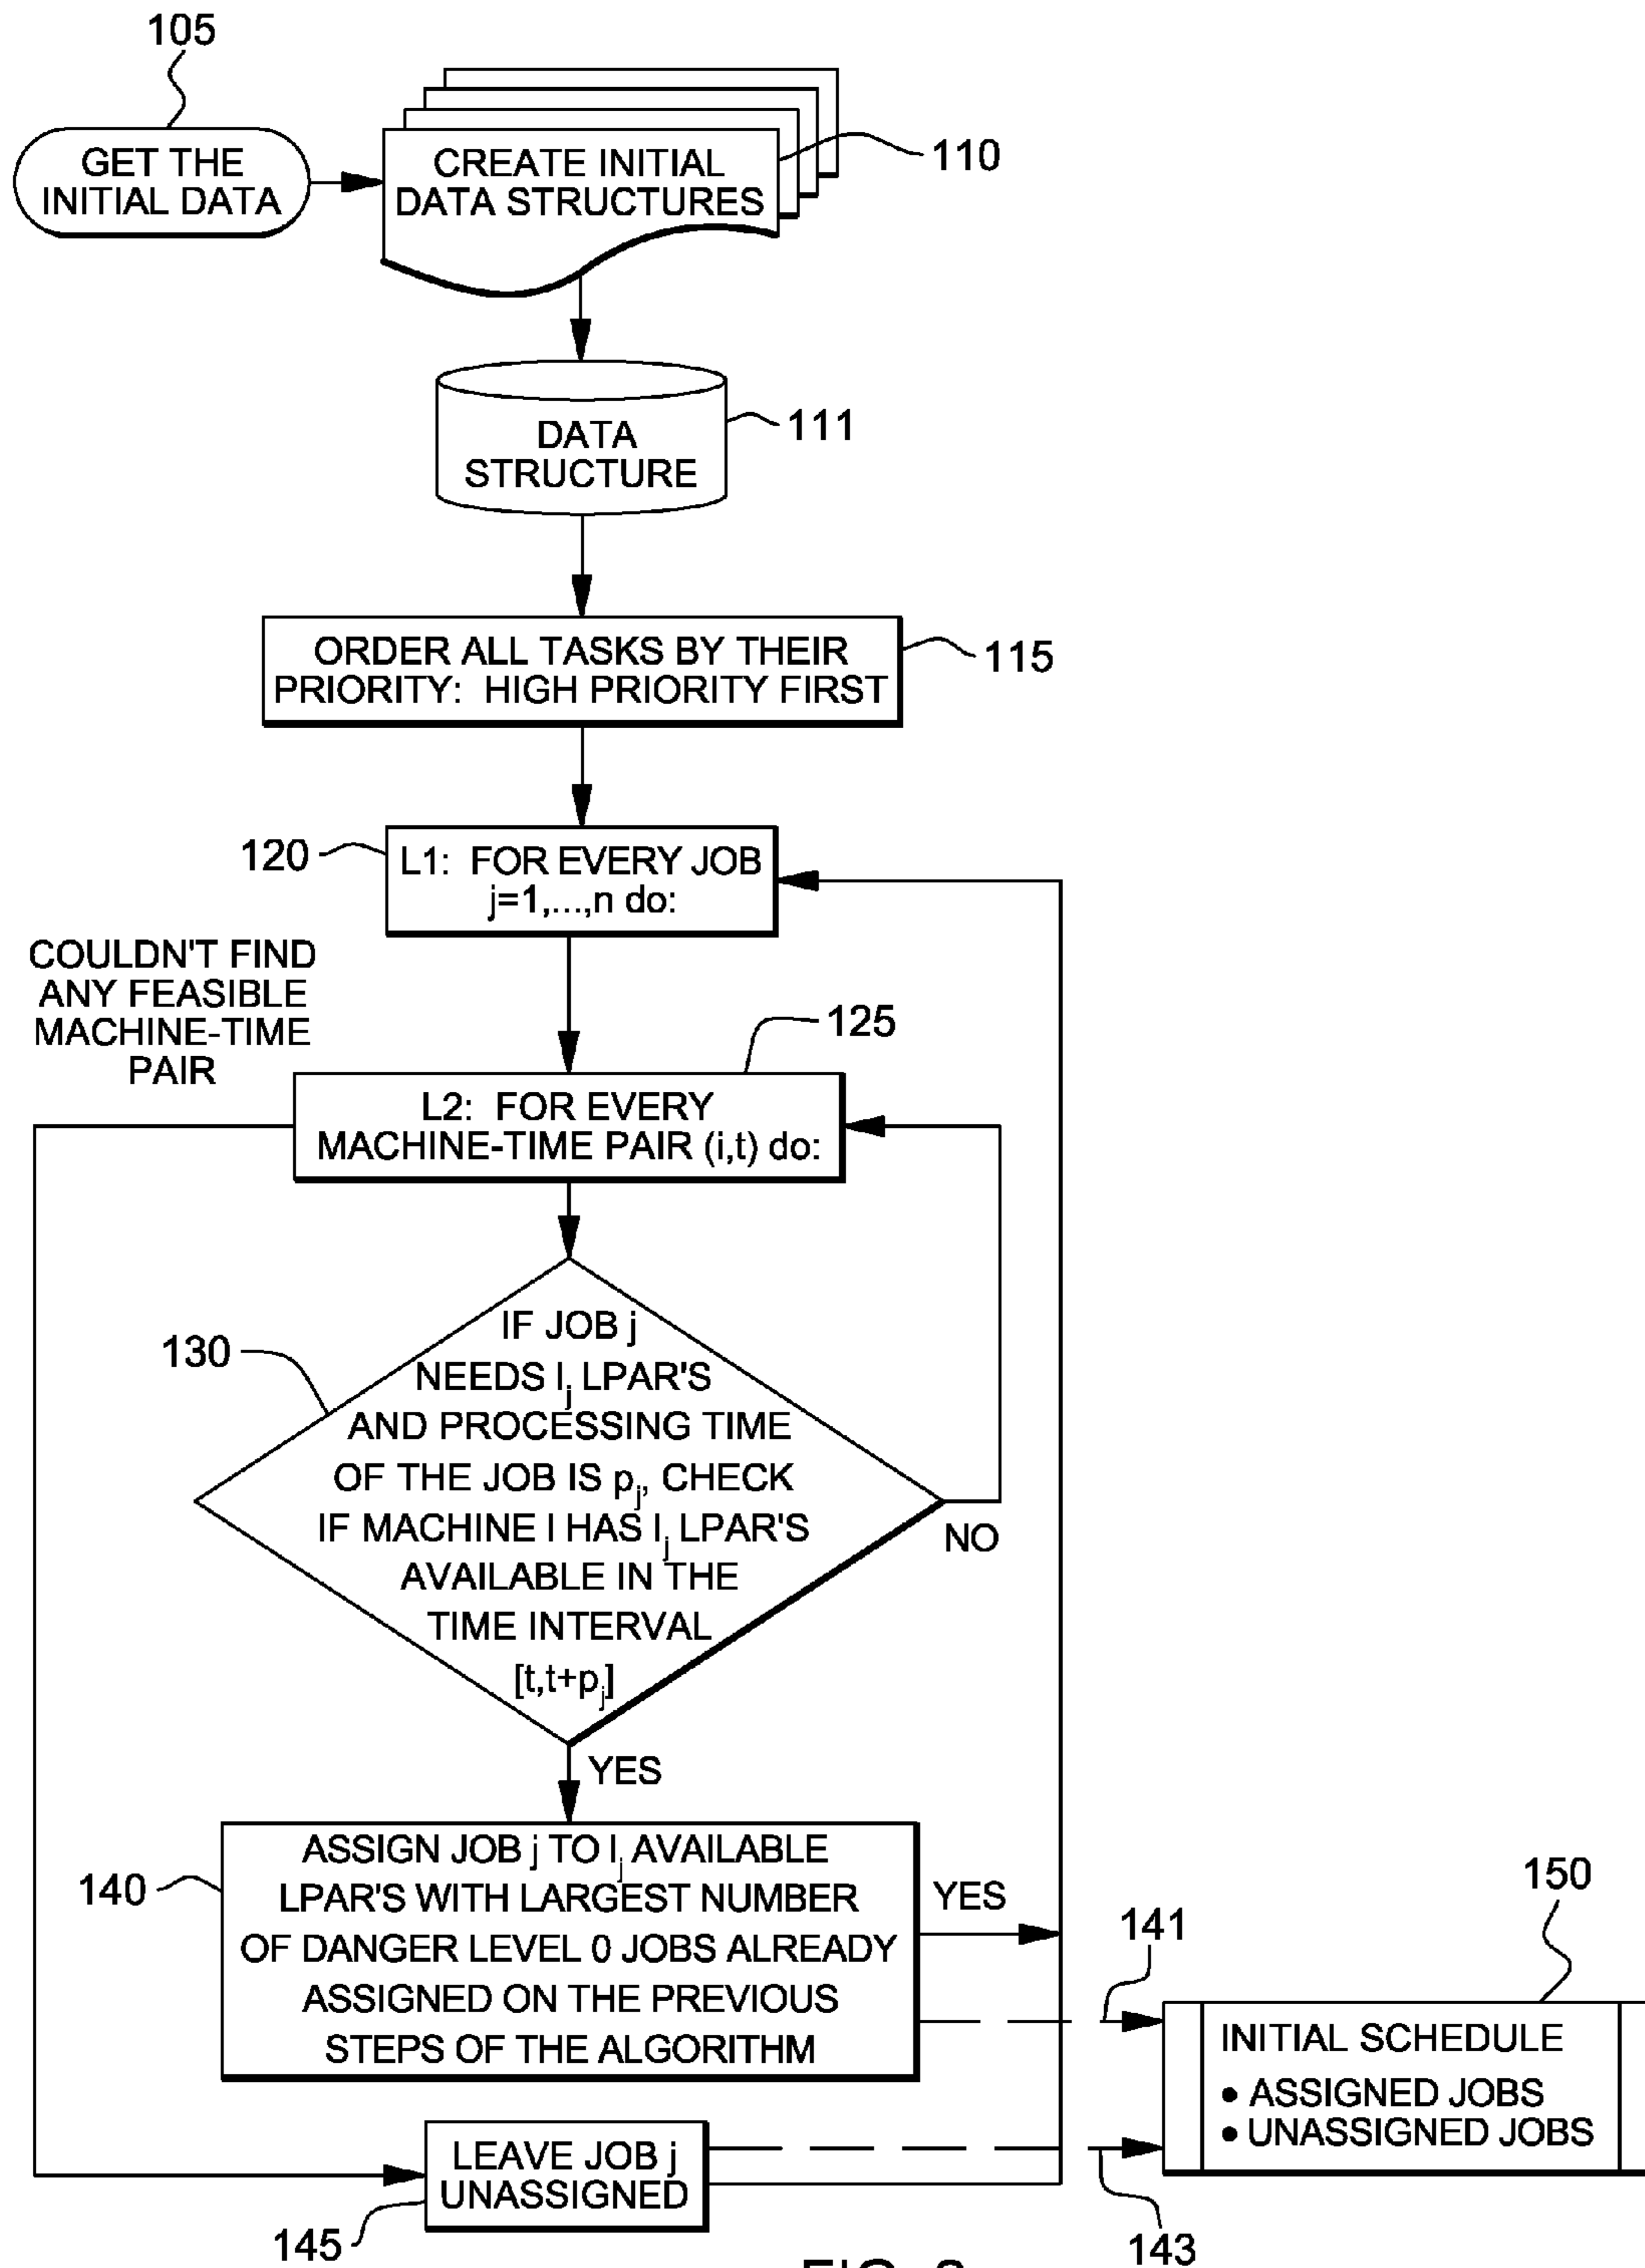 105
GET THE
INITIAL DATA
CREATE INITIAL
DATA STRUCTURES
110
DATA
STRUCTURE
111
ORDER ALL TASKS BY THEIR
PRIORITY: HIGH PRIORITY FIRST
115
120
L1: FOR EVERY JOB
j=1,...,n do:
COULDN'T FIND
ANY FEASIBLE
MACHINE-TIME
PAIR
125
L2: FOR EVERY
MACHINE-TIME PAIR (i,t) do:
130
IF JOB j
NEEDS lj LPAR'S
AND PROCESSING TIME
OF THE JOB IS pj, CHECK
IF MACHINE I HAS lj LPAR'S
AVAILABLE IN THE
TIME INTERVAL
[t,t+pj]
NO
YES
140
ASSIGN JOB j TO lj AVAILABLE
LPAR'S WITH LARGEST NUMBER
OF DANGER LEVEL 0 JOBS ALREADY
ASSIGNED ON THE PREVIOUS
STEPS OF THE ALGORITHM
YES
141
150
INITIAL SCHEDULE
• ASSIGNED JOBS
• UNASSIGNED JOBS
LEAVE JOB j
UNASSIGNED
145
143